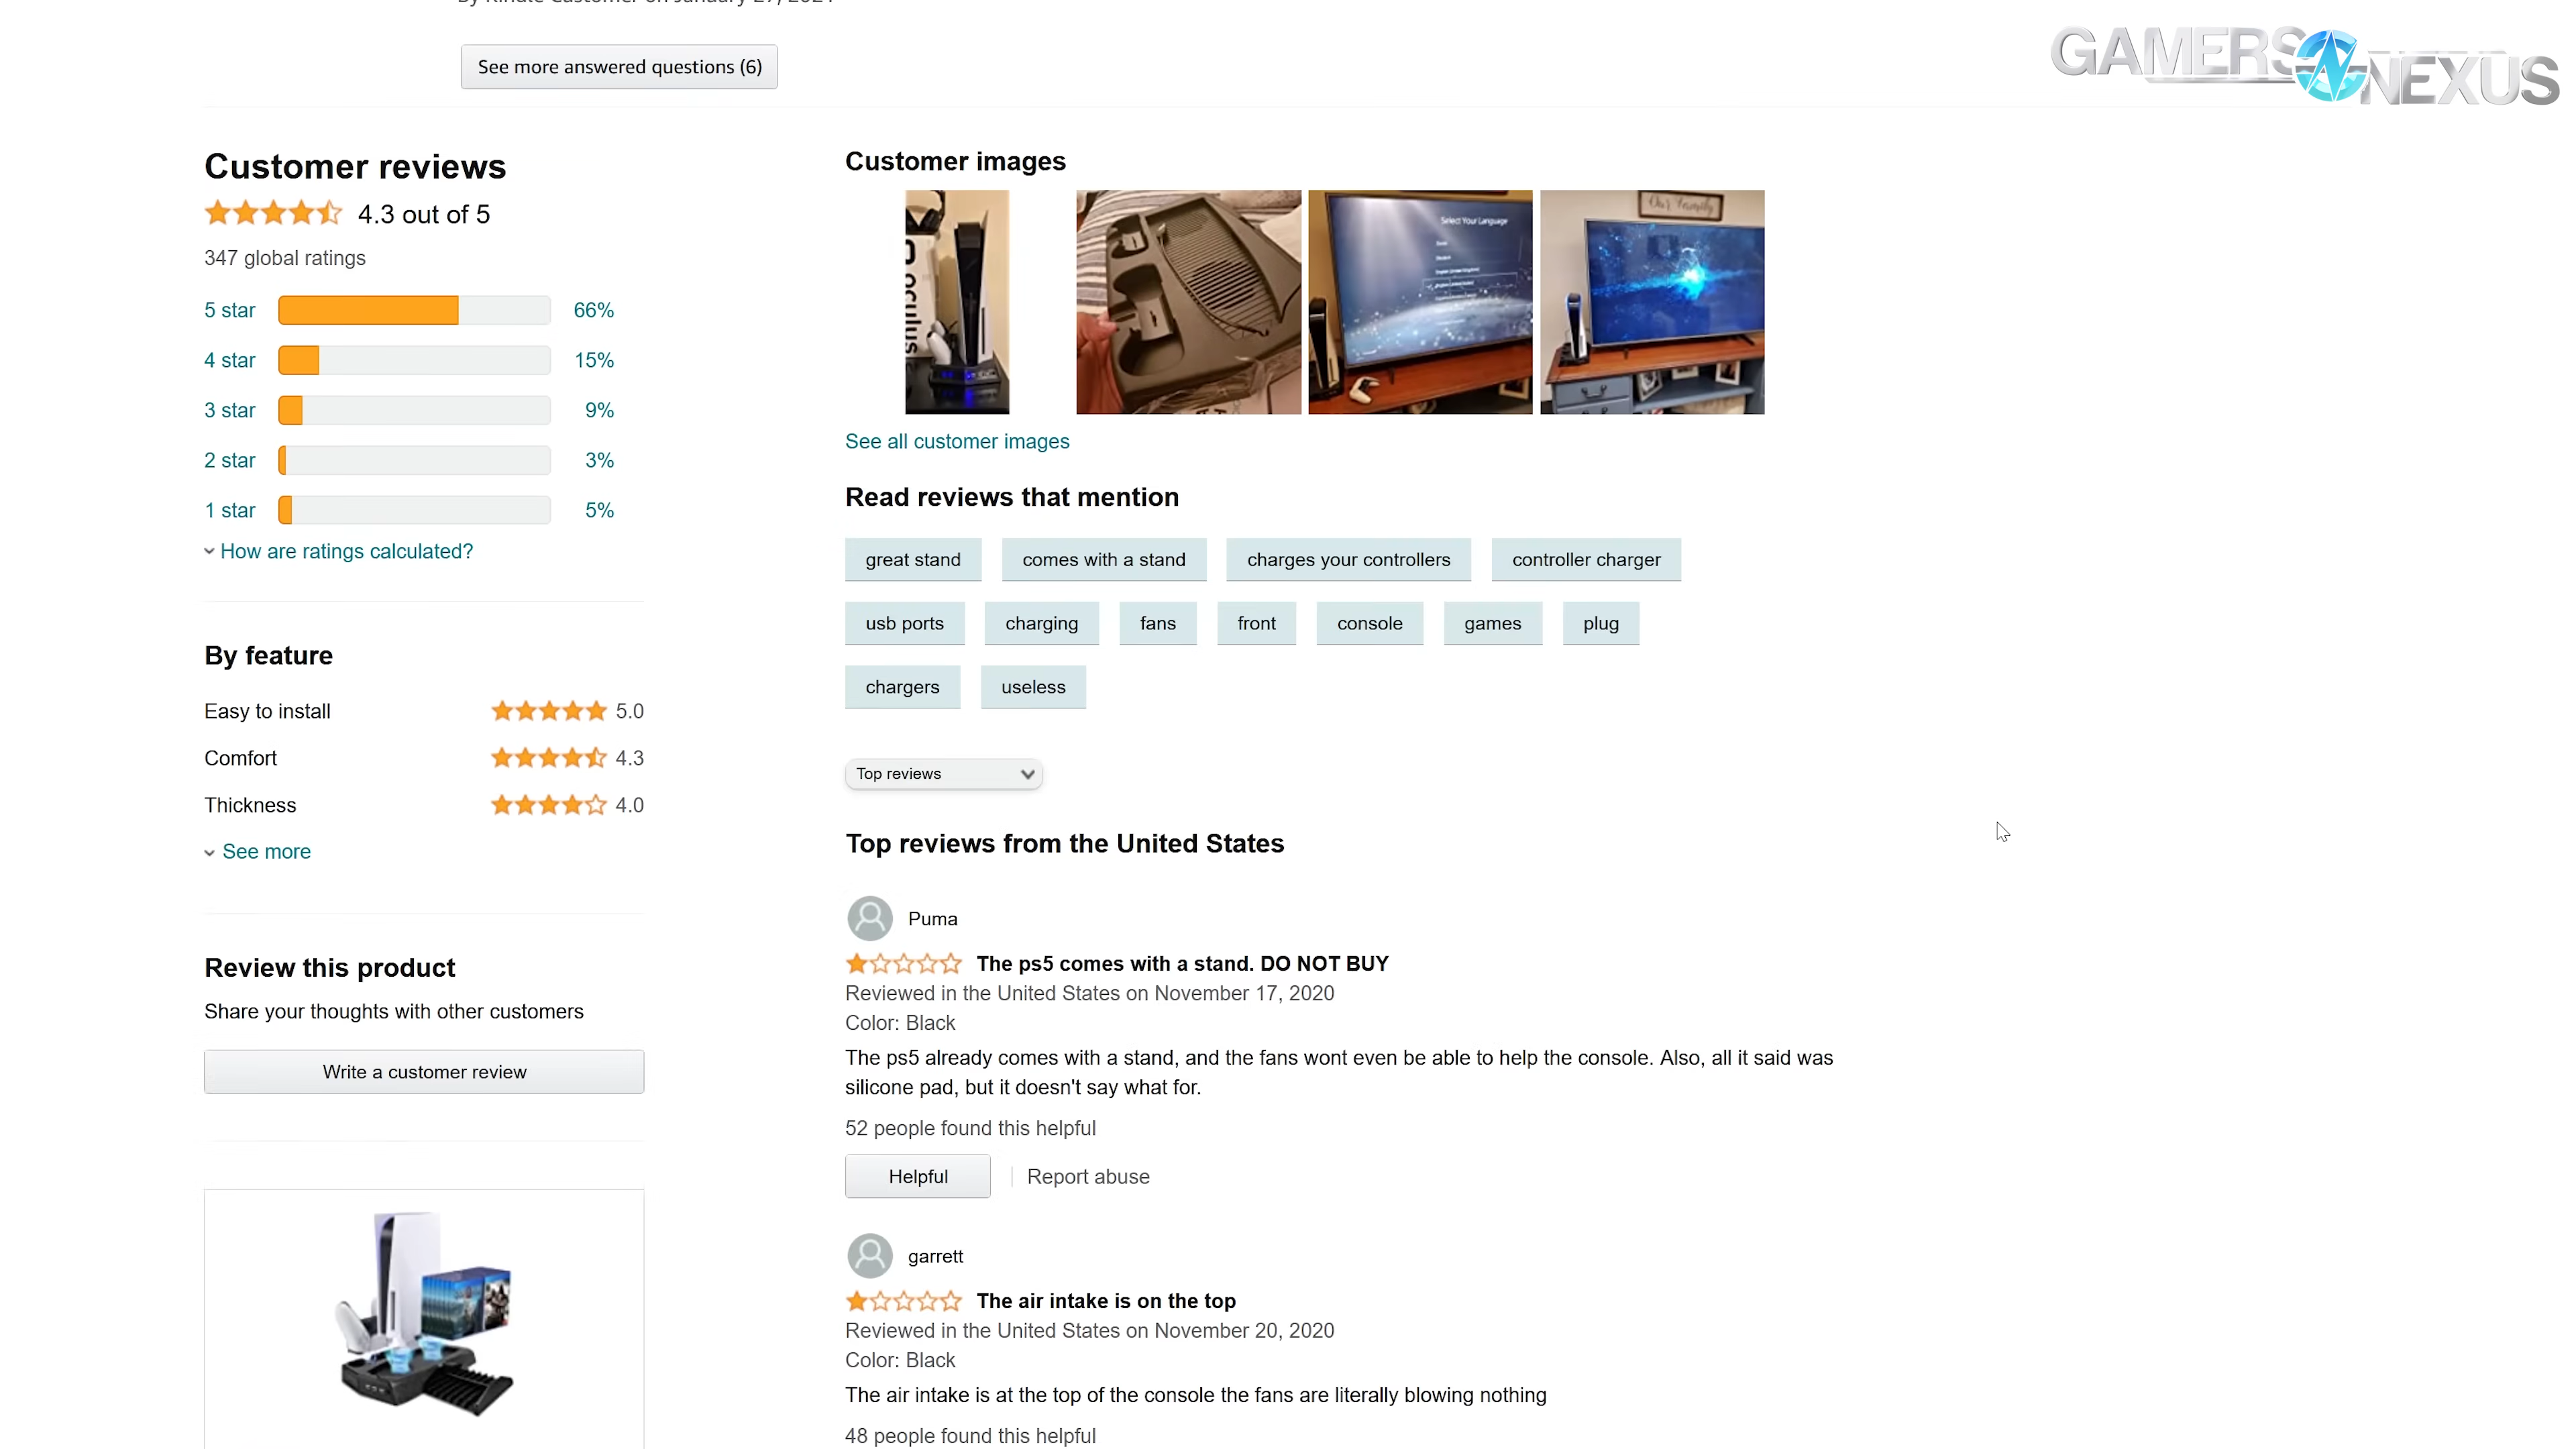 See more answered questions (6)
GAMERS NEXUS
Customer reviews
4.3 out of 5
347 global ratings
5 star 66%
4 star 15%
3 star 9%
2 star 3%
1 star 5%
How are ratings calculated?
By feature
Easy to install 5.0
Comfort 4.3
Thickness 4.0
See more
Review this product
Share your thoughts with other customers
Write a customer review
Customer images
oculus
Select Your Language
Our Family
See all customer images
Read reviews that mention
great stand comes with a stand charges your controllers controller charger
usb ports charging fans front console games plug
chargers useless
Top reviews
Top reviews from the United States
Puma
The ps5 comes with a stand. DO NOT BUY
Reviewed in the United States on November 17, 2020
Color: Black
The ps5 already comes with a stand, and the fans wont even be able to help the console. Also, all it said was
silicone pad, but it doesn't say what for.
52 people found this helpful
Helpful Report abuse
garrett
The air intake is on the top
Reviewed in the United States on November 20, 2020
Color: Black
The air intake is at the top of the console the fans are literally blowing nothing
48 people found this helpful